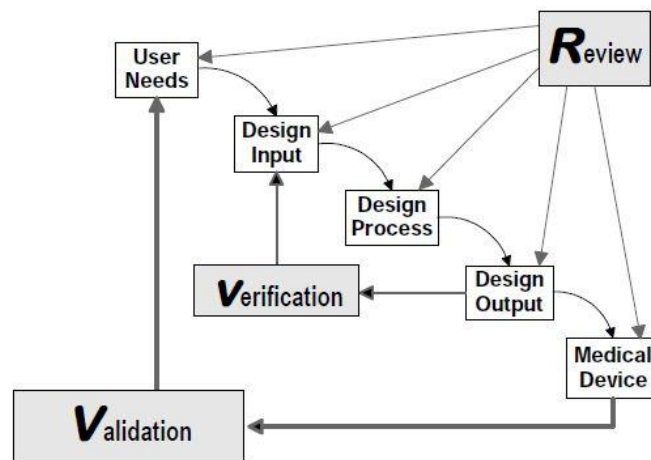 User
Needs
Review
Design
Input
Design
Process
Verification
Design
Output
Medical
Device
Validation